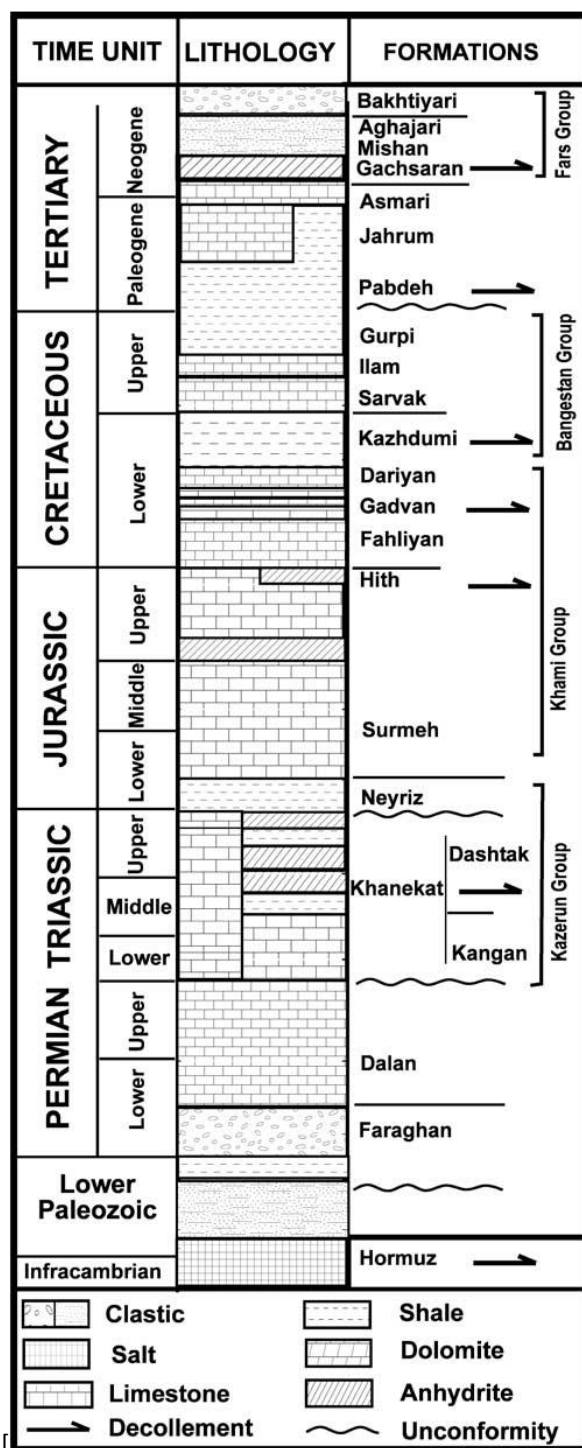 TIME UNIT LITHOLOGY FORMATIONS
TERTIARY
Neogene
Paleogene
CRETACEOUS
Upper
Lower
JURASSIC
Upper
Middle
Lower
TRIASSIC
Upper
Middle
Lower
PERMIAN
Upper
Lower
Lower
Paleozoic
Infracambrian
Bakhtiyari
Aghajari
Mishan
Gachsaran
Asmari
Jahrum
Pabdeh
Gurpi
Ilam
Sarvak
Kazhdumi
Dariyan
Gadvan
Fahliyan
Hith
Surmeh
Neyriz
Dashtak
Khanekat
Kangan
Dalan
Faraghan
Hormuz
Fars Group
Bangestan Group
Khami Group
Kazerun Group
Clastic
Shale
Salt
Dolomite
Limestone
Anhydrite
Decollement
Unconformity
[